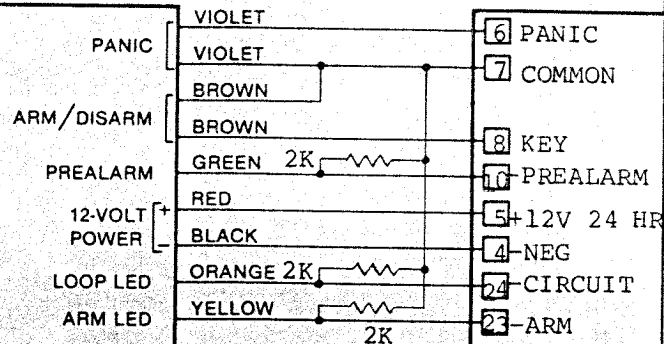 VIOLET
6 PANIC
PANIC
VIOLET
7 COMMON
BROWN
ARM/DISARM
BROWN
8 KEY
GREEN 2K
PREALARM
10 PREALARM
RED
12-VOLT +
5 +12V 24 HR
POWER –
BLACK
4 NEG
LOOP LED
ORANGE 2K
24 CIRCUIT
ARM LED
YELLOW
2K
23 ARM